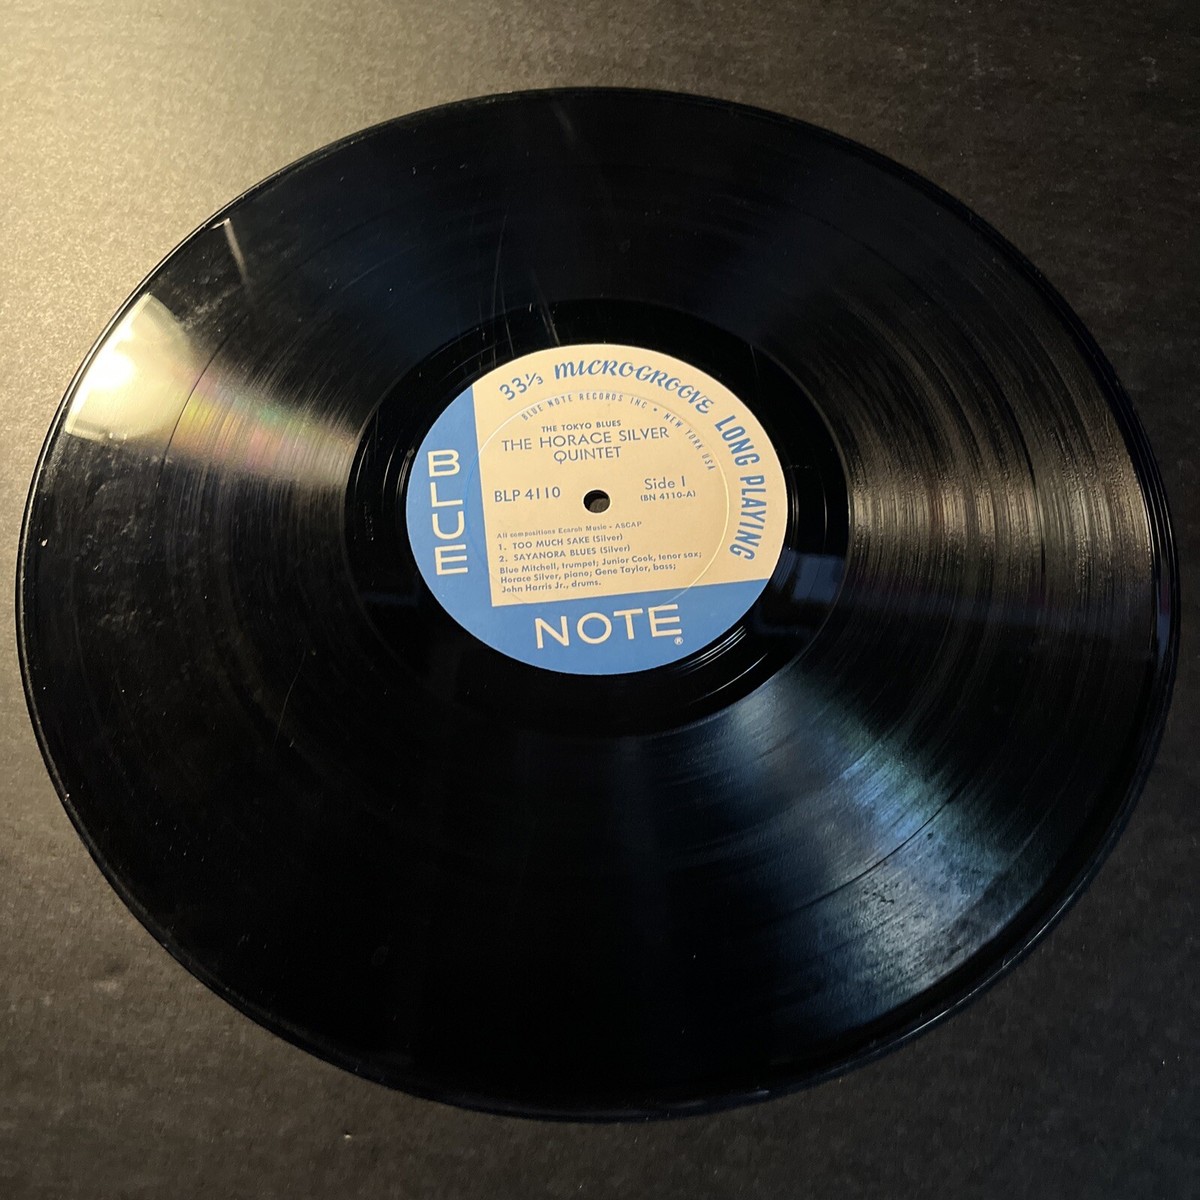 33⅓ MICROGROOVE LONG PLAYING
BLUE NOTE RECORDS INC • NEW YORK USA
THE TOKYO BLUES
THE HORACE SILVER
QUINTET
BLP 4110
Side 1
(BN 4110-A)
All compositions Ecaroh Music - ASCAP
1. TOO MUCH SAKE (Silver)
2. SAYANORA BLUES (Silver)
Blue Mitchell, trumpet; Junior Cook, tenor sax;
Horace Silver, piano; Gene Taylor, bass;
John Harris Jr., drums.
BLUE
NOTE ®